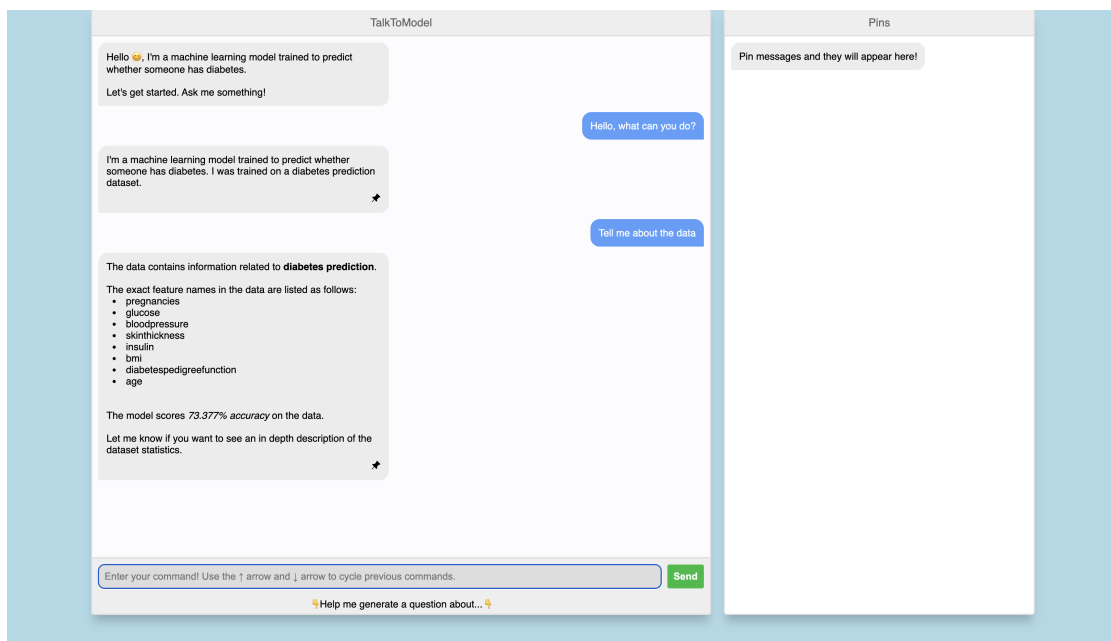 TalkToModel
Hello 😊, I'm a machine learning model trained to predict
whether someone has diabetes.
Let's get started. Ask me something!
Hello, what can you do?
I'm a machine learning model trained to predict whether
someone has diabetes. I was trained on a diabetes prediction
dataset.
Tell me about the data
The data contains information related to diabetes prediction.
The exact feature names in the data are listed as follows:
• pregnancies
• glucose
• bloodpressure
• skinthickness
• insulin
• bmi
• diabetespedigreefunction
• age
The model scores 73.377% accuracy on the data.
Let me know if you want to see an in depth description of the
dataset statistics.
Enter your command! Use the ↑ arrow and ↓ arrow to cycle previous commands.
Send
👇Help me generate a question about...👇
Pins
Pin messages and they will appear here!